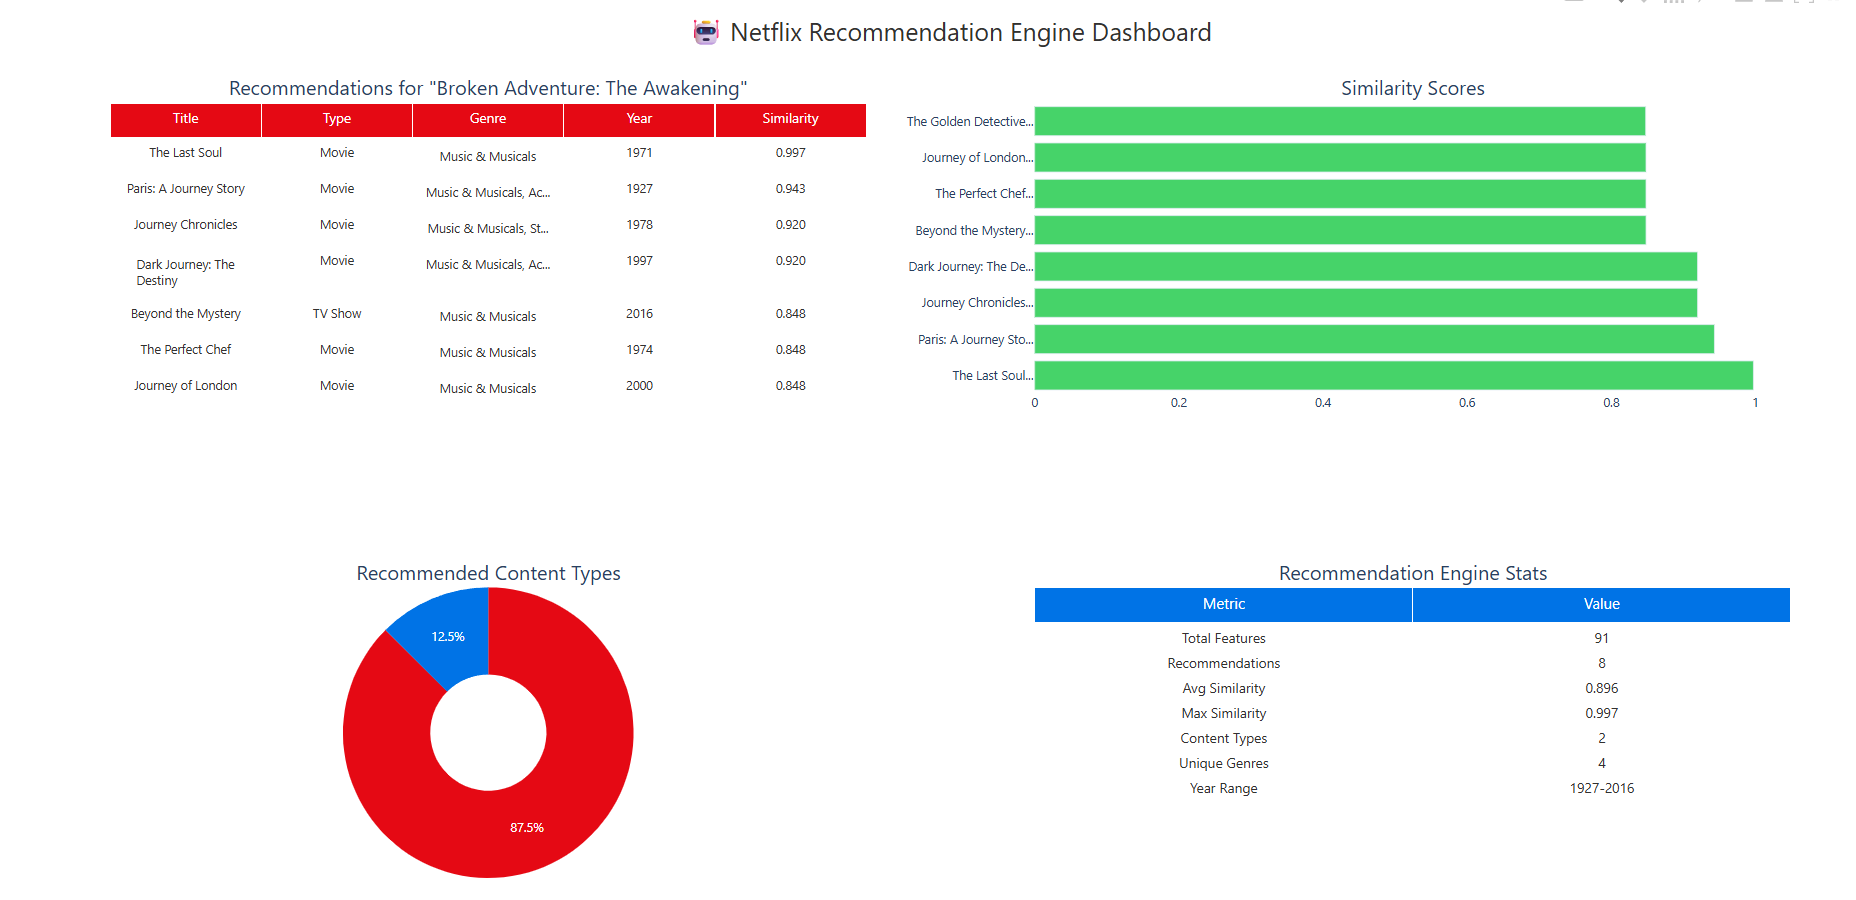 Netflix Recommendation Engine Dashboard
Recommendations for "Broken Adventure: The Awakening"
Title Type Genre Year Similarity
The Last Soul Movie Music & Musicals 1971 0.997
Paris: A Journey Story Movie Music & Musicals, Ac... 1927 0.943
Journey Chronicles Movie Music & Musicals, St... 1978 0.920
Dark Journey: The Movie Music & Musicals, Ac... 1997 0.920
Destiny
Beyond the Mystery TV Show Music & Musicals 2016 0.848
The Perfect Chef Movie Music & Musicals 1974 0.848
Journey of London Movie Music & Musicals 2000 0.848
Similarity Scores
The Golden Detective...
Journey of London...
The Perfect Chef...
Beyond the Mystery...
Dark Journey: The De...
Journey Chronicles...
Paris: A Journey Sto...
The Last Soul...
0 0.2 0.4 0.6 0.8 1
Recommended Content Types
12.5%
87.5%
Recommendation Engine Stats
Metric Value
Total Features 91
Recommendations 8
Avg Similarity 0.896
Max Similarity 0.997
Content Types 2
Unique Genres 4
Year Range 1927-2016